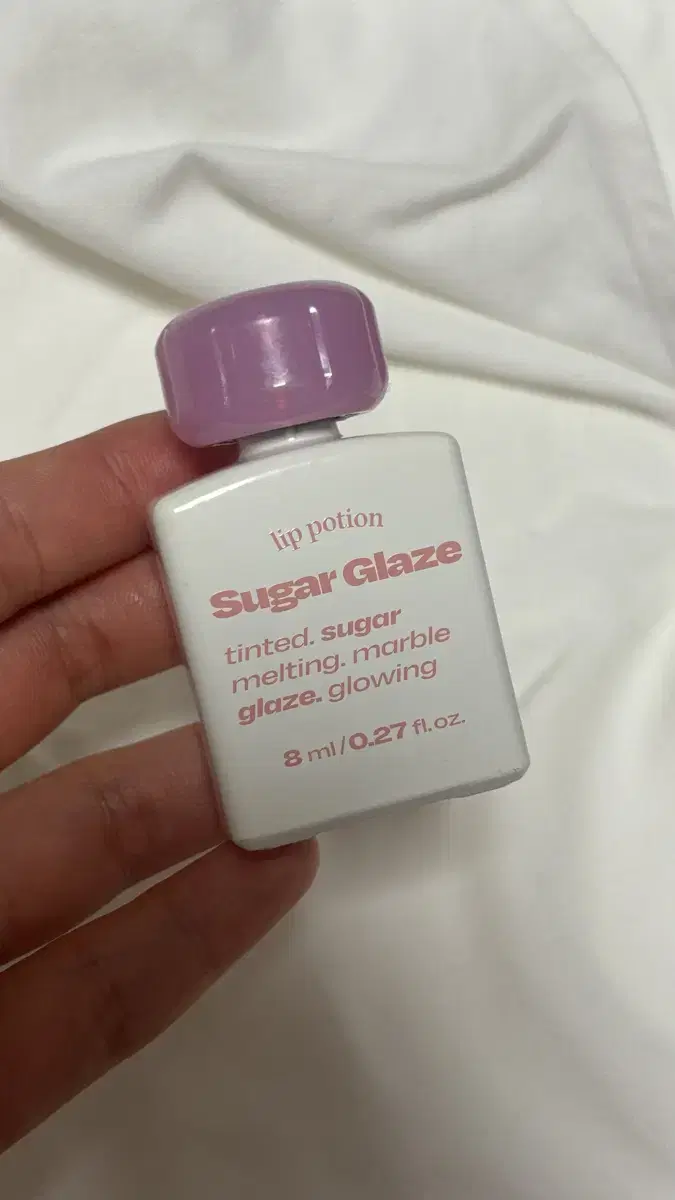 lip potion
Sugar Glaze
tinted. sugar
melting. marble
glaze. glowing
8 ml/0.27 fl.oz.